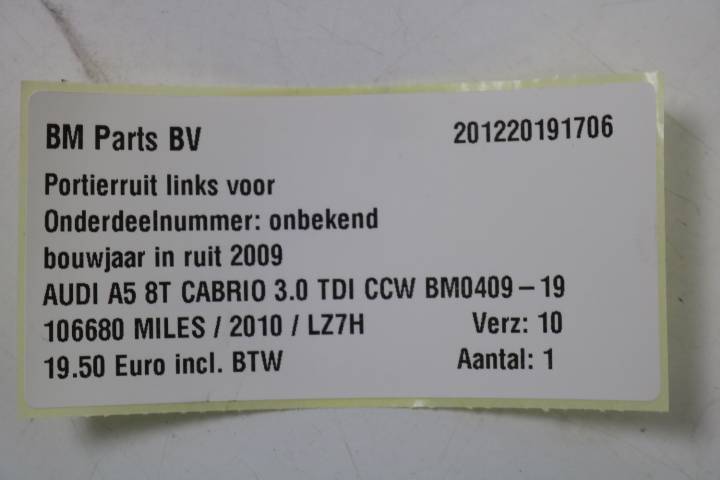 BM Parts BV 201220191706
Portierruit links voor
Onderdeelnummer: onbekend
bouwjaar in ruit 2009
AUDI A5 8T CABRIO 3.0 TDI CCW BM0409-19
106680 MILES / 2010 / LZ7H Verz: 10
19.50 Euro incl. BTW Aantal: 1